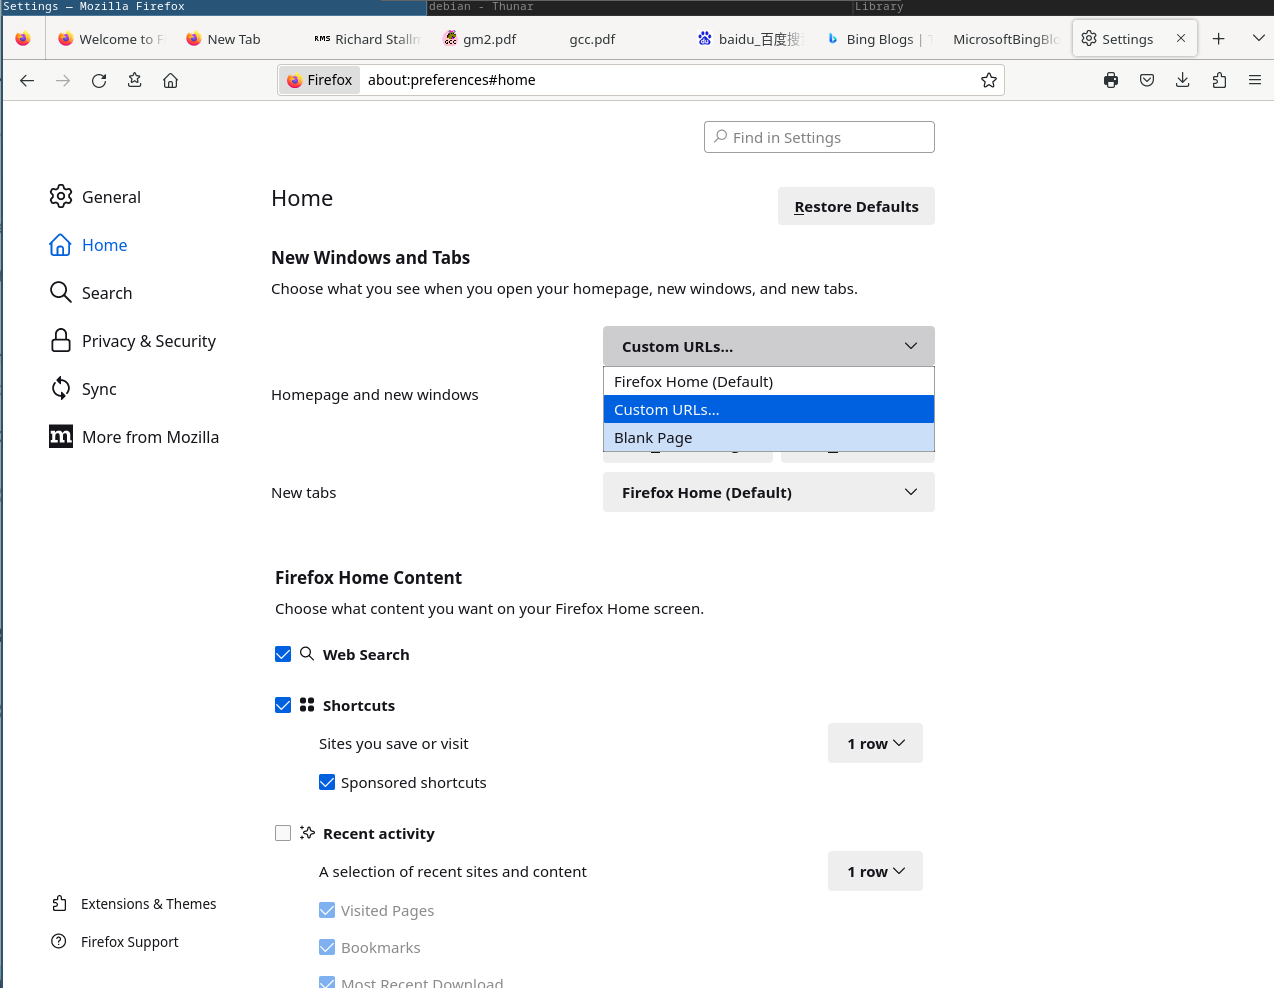 Settings — Mozilla Firefox
debian - Thunar
Library
Welcome to Fi
New Tab
RMS Richard Stallm
gm2.pdf
gcc.pdf
baidu_百度搜
Bing Blogs |
MicrosoftBingBlo
Settings
Firefox
about:preferences#home
Find in Settings
General
Home
Search
Privacy & Security
Sync
m More from Mozilla
Extensions & Themes
Firefox Support
Home
Restore Defaults
New Windows and Tabs
Choose what you see when you open your homepage, new windows, and new tabs.
Homepage and new windows
Custom URLs...
Firefox Home (Default)
Custom URLs...
Blank Page
New tabs
Firefox Home (Default)
Firefox Home Content
Choose what content you want on your Firefox Home screen.
Web Search
Shortcuts
Sites you save or visit
1 row
Sponsored shortcuts
Recent activity
A selection of recent sites and content
1 row
Visited Pages
Bookmarks
Most Recent Download